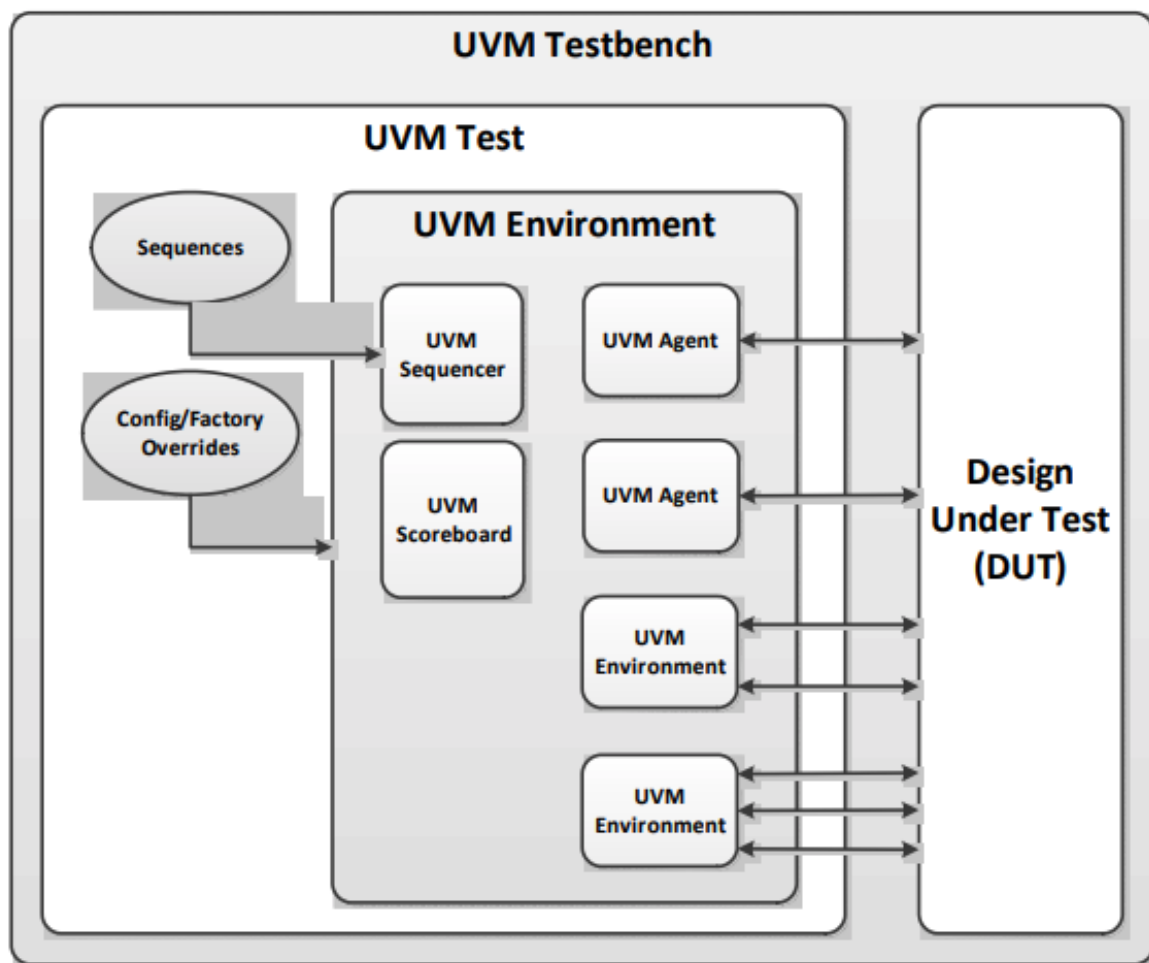 UVM Testbench
UVM Test
Sequences
Config/Factory
Overrides
UVM Environment
UVM
Sequencer
UVM
Scoreboard
UVM Agent
UVM Agent
UVM
Environment
UVM
Environment
Design
Under Test
(DUT)